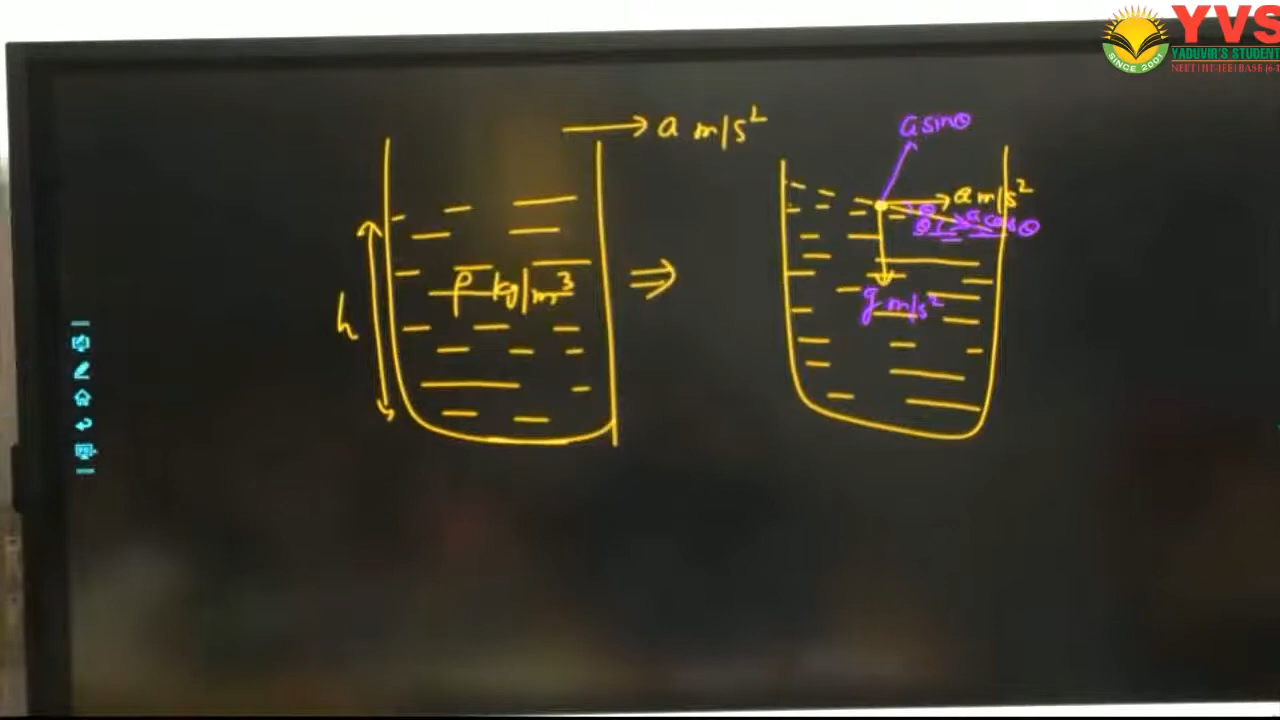 YVS
YADUVIR'S STUDENT
SINCE 2001
a m/s²
a sinθ
a m/s²
θ
θ
a cosθ
ρ kg/m³
g m/s²
h